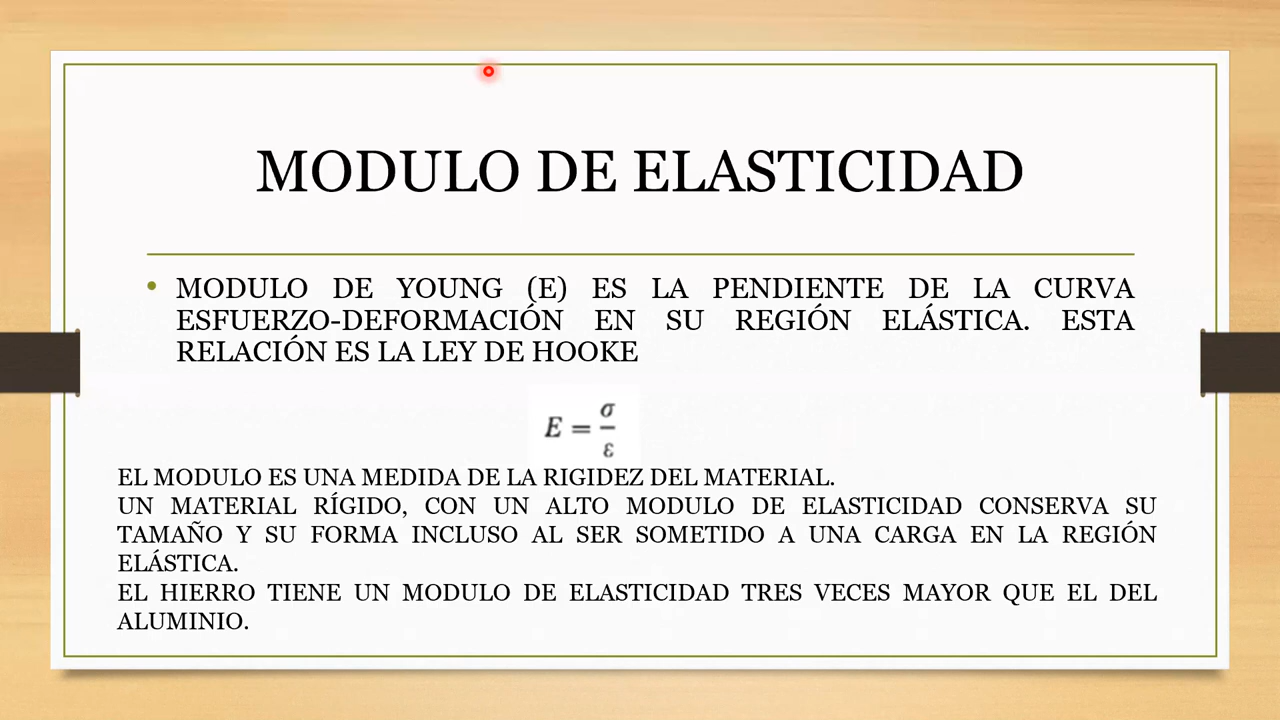 MODULO DE ELASTICIDAD
• MODULO DE YOUNG (E) ES LA PENDIENTE DE LA CURVA
ESFUERZO-DEFORMACIÓN EN SU REGIÓN ELÁSTICA. ESTA
RELACIÓN ES LA LEY DE HOOKE
E = σ/ε
EL MODULO ES UNA MEDIDA DE LA RIGIDEZ DEL MATERIAL.
UN MATERIAL RÍGIDO, CON UN ALTO MODULO DE ELASTICIDAD CONSERVA SU
TAMAÑO Y SU FORMA INCLUSO AL SER SOMETIDO A UNA CARGA EN LA REGIÓN
ELÁSTICA.
EL HIERRO TIENE UN MODULO DE ELASTICIDAD TRES VECES MAYOR QUE EL DEL
ALUMINIO.